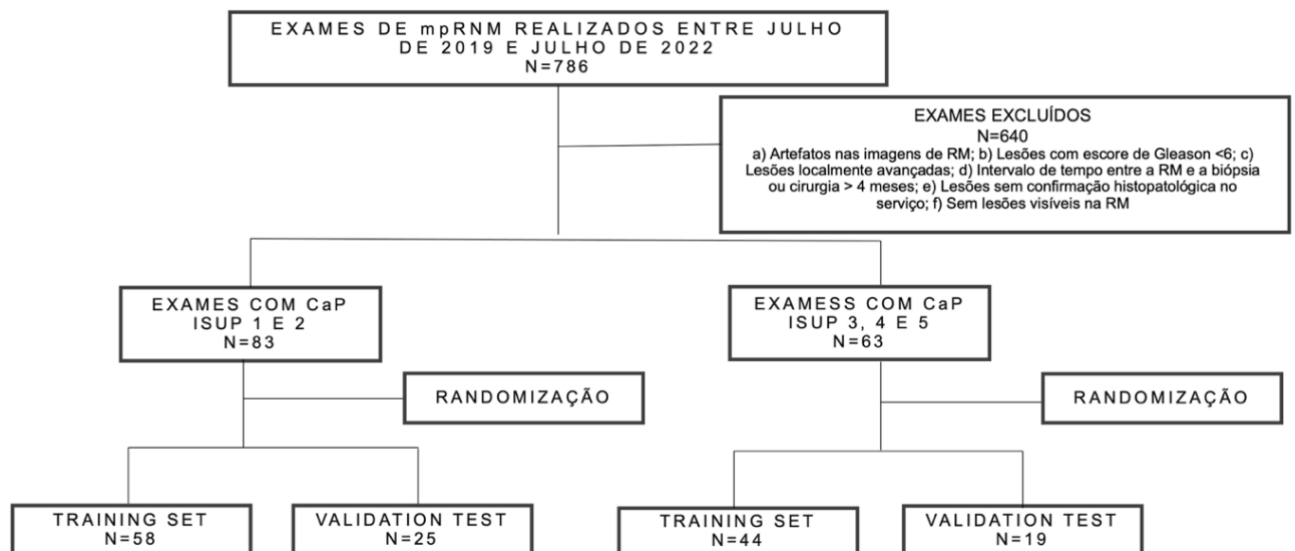 EXAMES DE mpRNM REALIZADOS ENTRE JULHO
DE 2019 E JULHO DE 2022
N=786
EXAMES EXCLUÍDOS
N=640
a) Artefatos nas imagens de RM; b) Lesões com escore de Gleason <6; c)
Lesões localmente avançadas; d) Intervalo de tempo entre a RM e a biópsia
ou cirurgia > 4 meses; e) Lesões sem confirmação histopatológica no
serviço; f) Sem lesões visíveis na RM
EXAMES COM CaP
ISUP 1 E 2
N=83
EXAMESS COM CaP
ISUP 3, 4 E 5
N=63
RANDOMIZAÇÃO
RANDOMIZAÇÃO
TRAINING SET
N=58
VALIDATION TEST
N=25
TRAINING SET
N=44
VALIDATION TEST
N=19